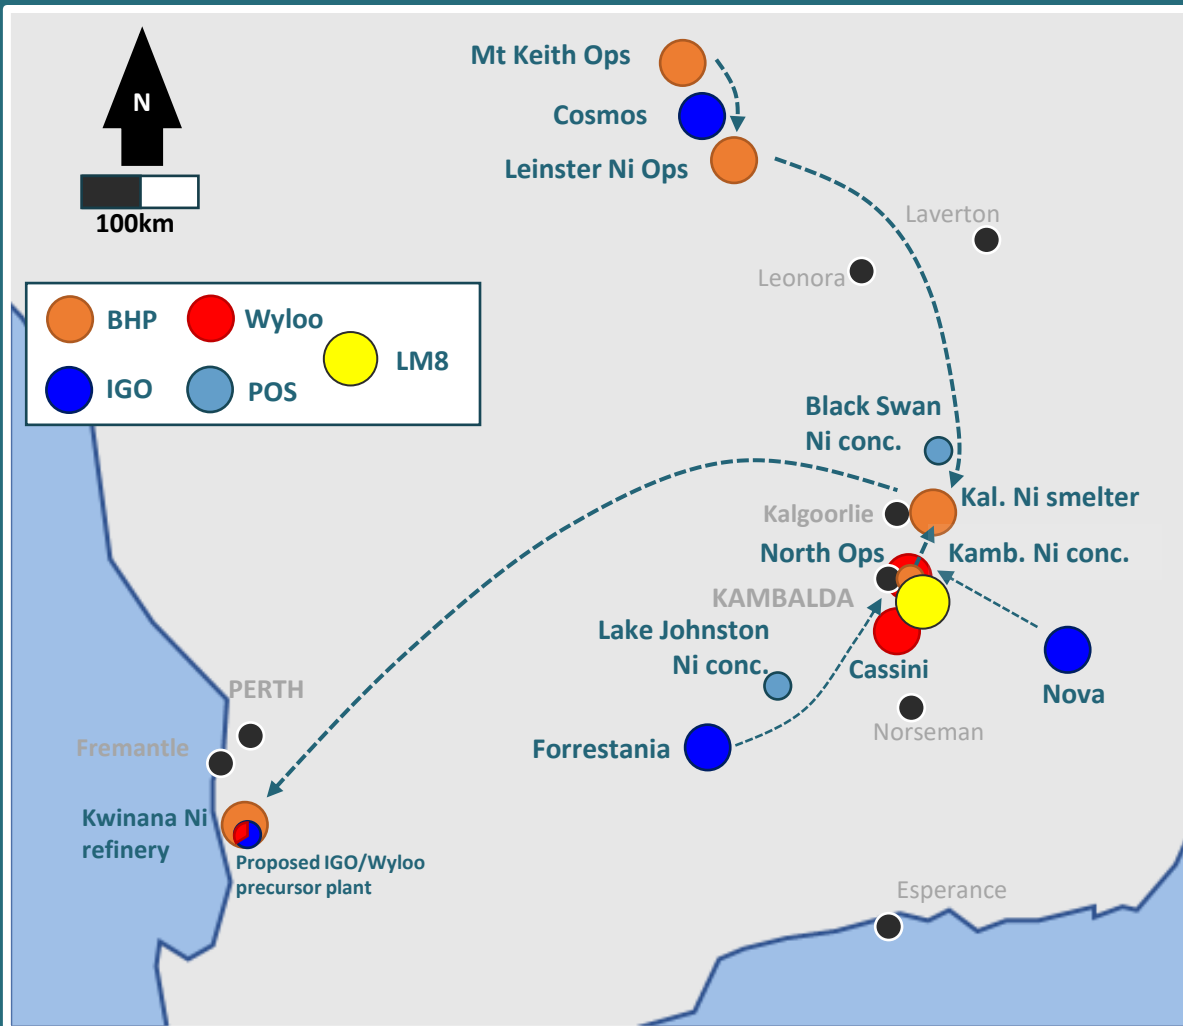 Mt Keith Ops
N
Cosmos
Leinster Ni Ops
100km
Laverton
Leonora
BHP
Wyloo
LM8
IGO
POS
Black Swan
Ni conc.
Kal. Ni smelter
Kalgoorlie
North Ops
Kamb. Ni conc.
KAMBALDA
Lake Johnston
Ni conc.
Cassini
Nova
PERTH
Norseman
Fremantle
Forrestania
Kwinana Ni
refinery
Proposed IGO/Wyloo
precursor plant
Esperance